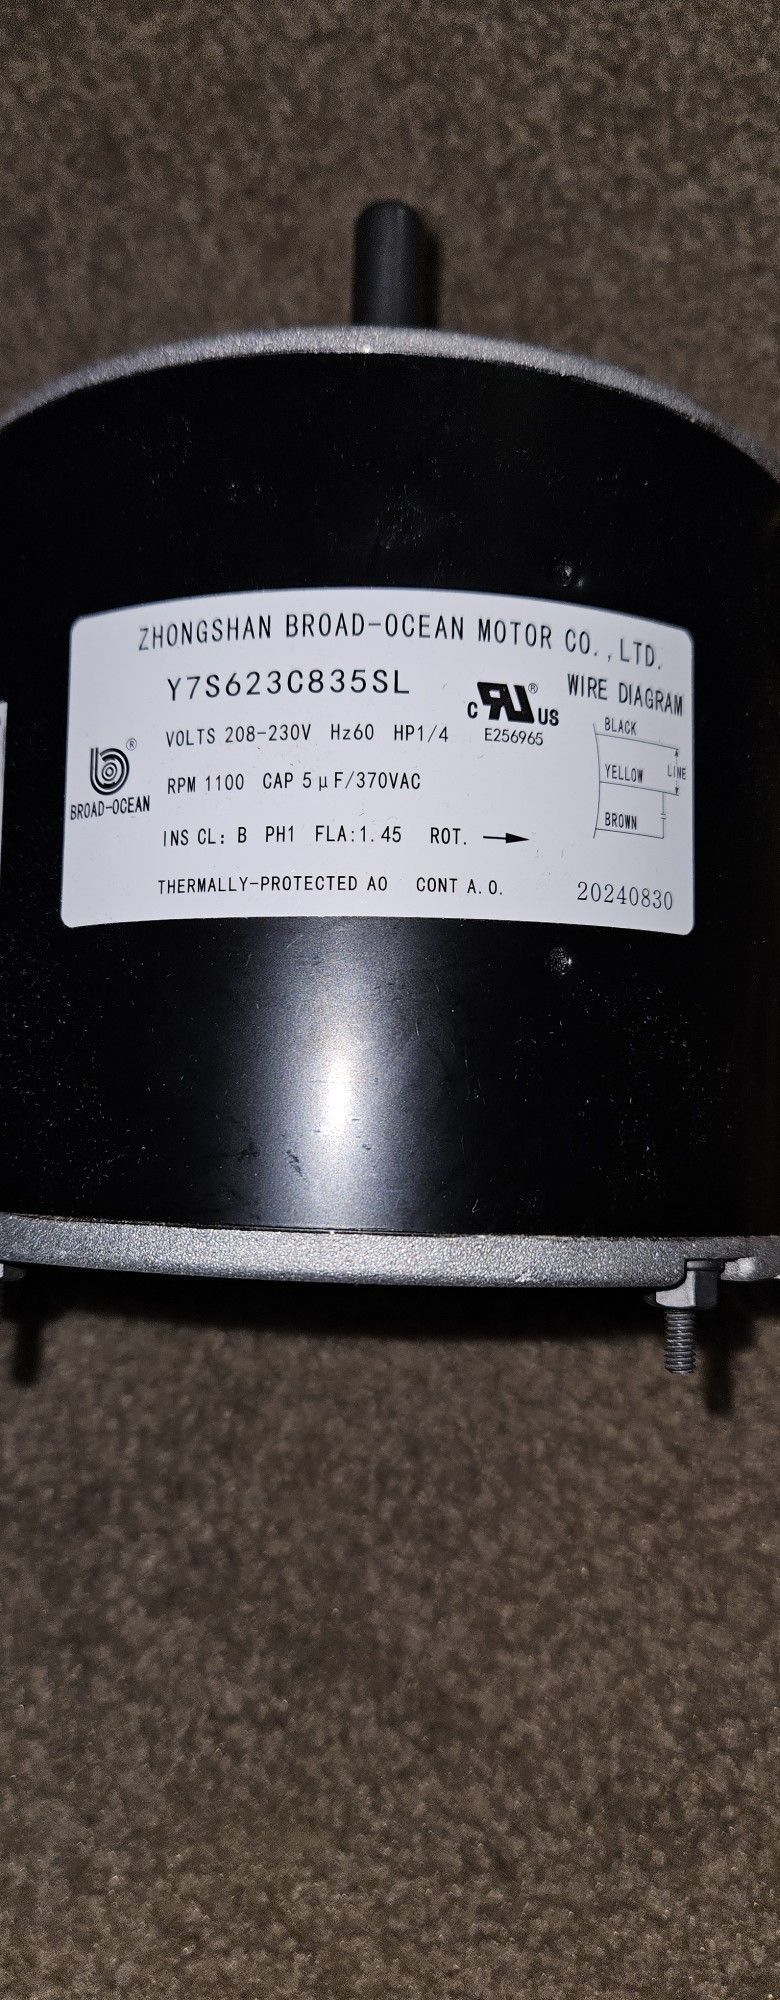 ZHONGSHAN BROAD-OCEAN MOTOR CO.,LTD.
Y7S623C835SL
c RU ® US
E256965
WIRE DIAGRAM
BLACK
YELLOW
LINE
BROWN
®
BROAD-OCEAN
VOLTS 208-230V Hz60 HP1/4
RPM 1100 CAP 5μF/370VAC
INS CL: B PH1 FLA:1.45 ROT.
THERMALLY-PROTECTED AO CONT A.O.
20240830